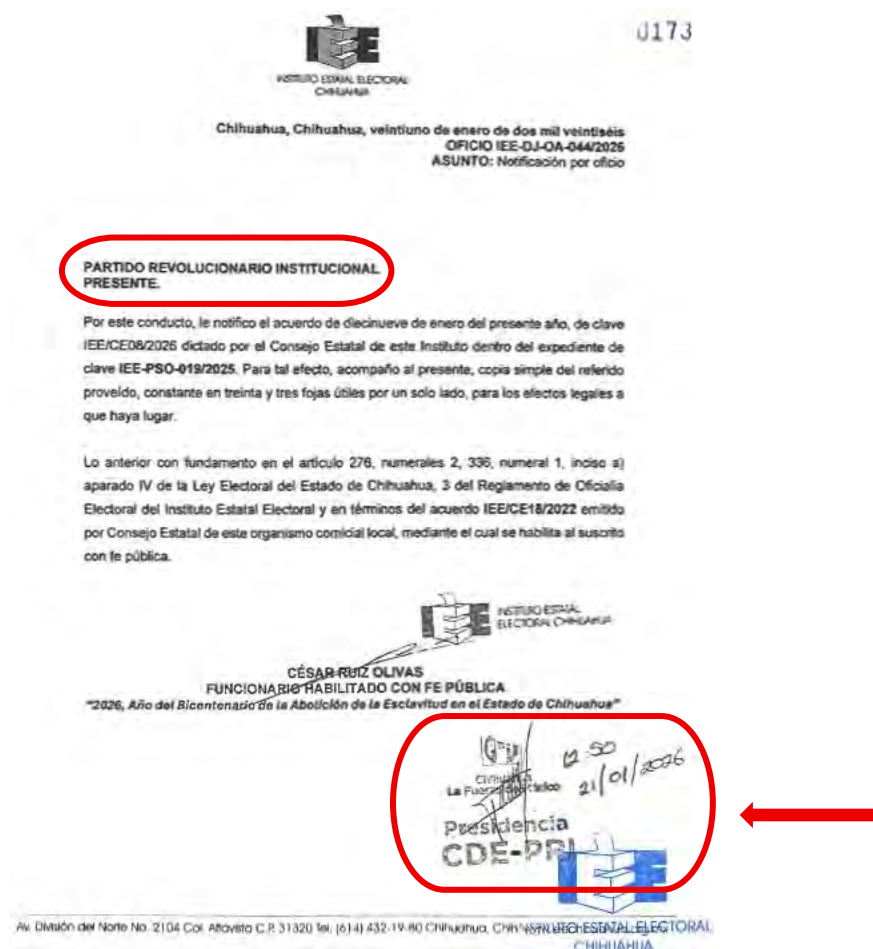 0173
IEE
INSTITUTO ESTATAL ELECTORAL
CHIHUAHUA
Chihuahua, Chihuahua, veintiuno de enero de dos mil veintiséis
OFICIO IEE-DJ-OA-044/2026
ASUNTO: Notificación por oficio
PARTIDO REVOLUCIONARIO INSTITUCIONAL
PRESENTE.
Por este conducto, le notifico el acuerdo de diecinueve de enero del presente año, de clave
IEE/CE08/2026 dictado por el Consejo Estatal de este Instituto dentro del expediente de
clave IEE-PSO-019/2025. Para tal efecto, acompaño al presente, copia simple del referido
proveído, constante en treinta y tres fojas útiles por un solo lado, para los efectos legales a
que haya lugar.
Lo anterior con fundamento en el artículo 276, numerales 2, 336, numeral 1, inciso a)
aparado IV de la Ley Electoral del Estado de Chihuahua, 3 del Reglamento de Oficialía
Electoral del Instituto Estatal Electoral y en términos del acuerdo IEE/CE18/2022 emitido
por Consejo Estatal de este organismo comicial local, mediante el cual se habilita al suscrito
con fe pública.
IEE INSTITUTO ESTATAL
ELECTORAL CHIHUAHUA
CÉSAR RUIZ OLIVAS
FUNCIONARIO HABILITADO CON FE PÚBLICA
"2026, Año del Bicentenario de la Abolición de la Esclavitud en el Estado de Chihuahua"
12:50
21/01/2026
La
Presidencia
CDE-PRI
IEE
Av. División del Norte No. 2104 Col. Altavista C.P. 31320 Tel. (614) 432-19-80 Chihuahua, Chih
INSTITUTO ESTATAL ELECTORAL
CHIHUAHUA